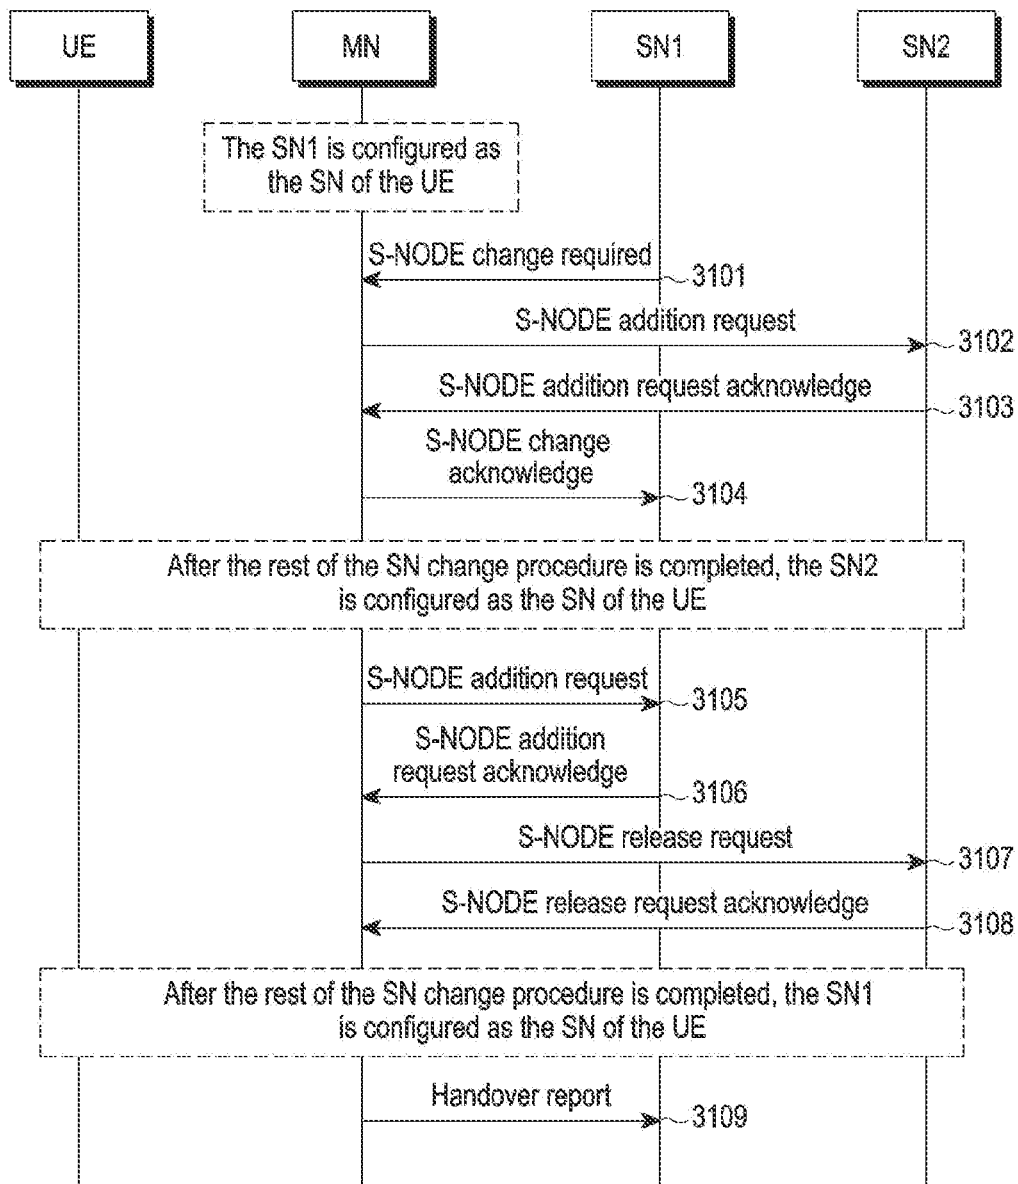 UE
MN
SN1
SN2
The SN1 is configured as
the SN of the UE
S-NODE change required
3101
S-NODE addition request
3102
S-NODE addition request acknowledge
3103
S-NODE change
acknowledge
3104
After the rest of the SN change procedure is completed, the SN2
is configured as the SN of the UE
S-NODE addition request
3105
S-NODE addition
request acknowledge
3106
S-NODE release request
3107
S-NODE release request acknowledge
3108
After the rest of the SN change procedure is completed, the SN1
is configured as the SN of the UE
Handover report
3109